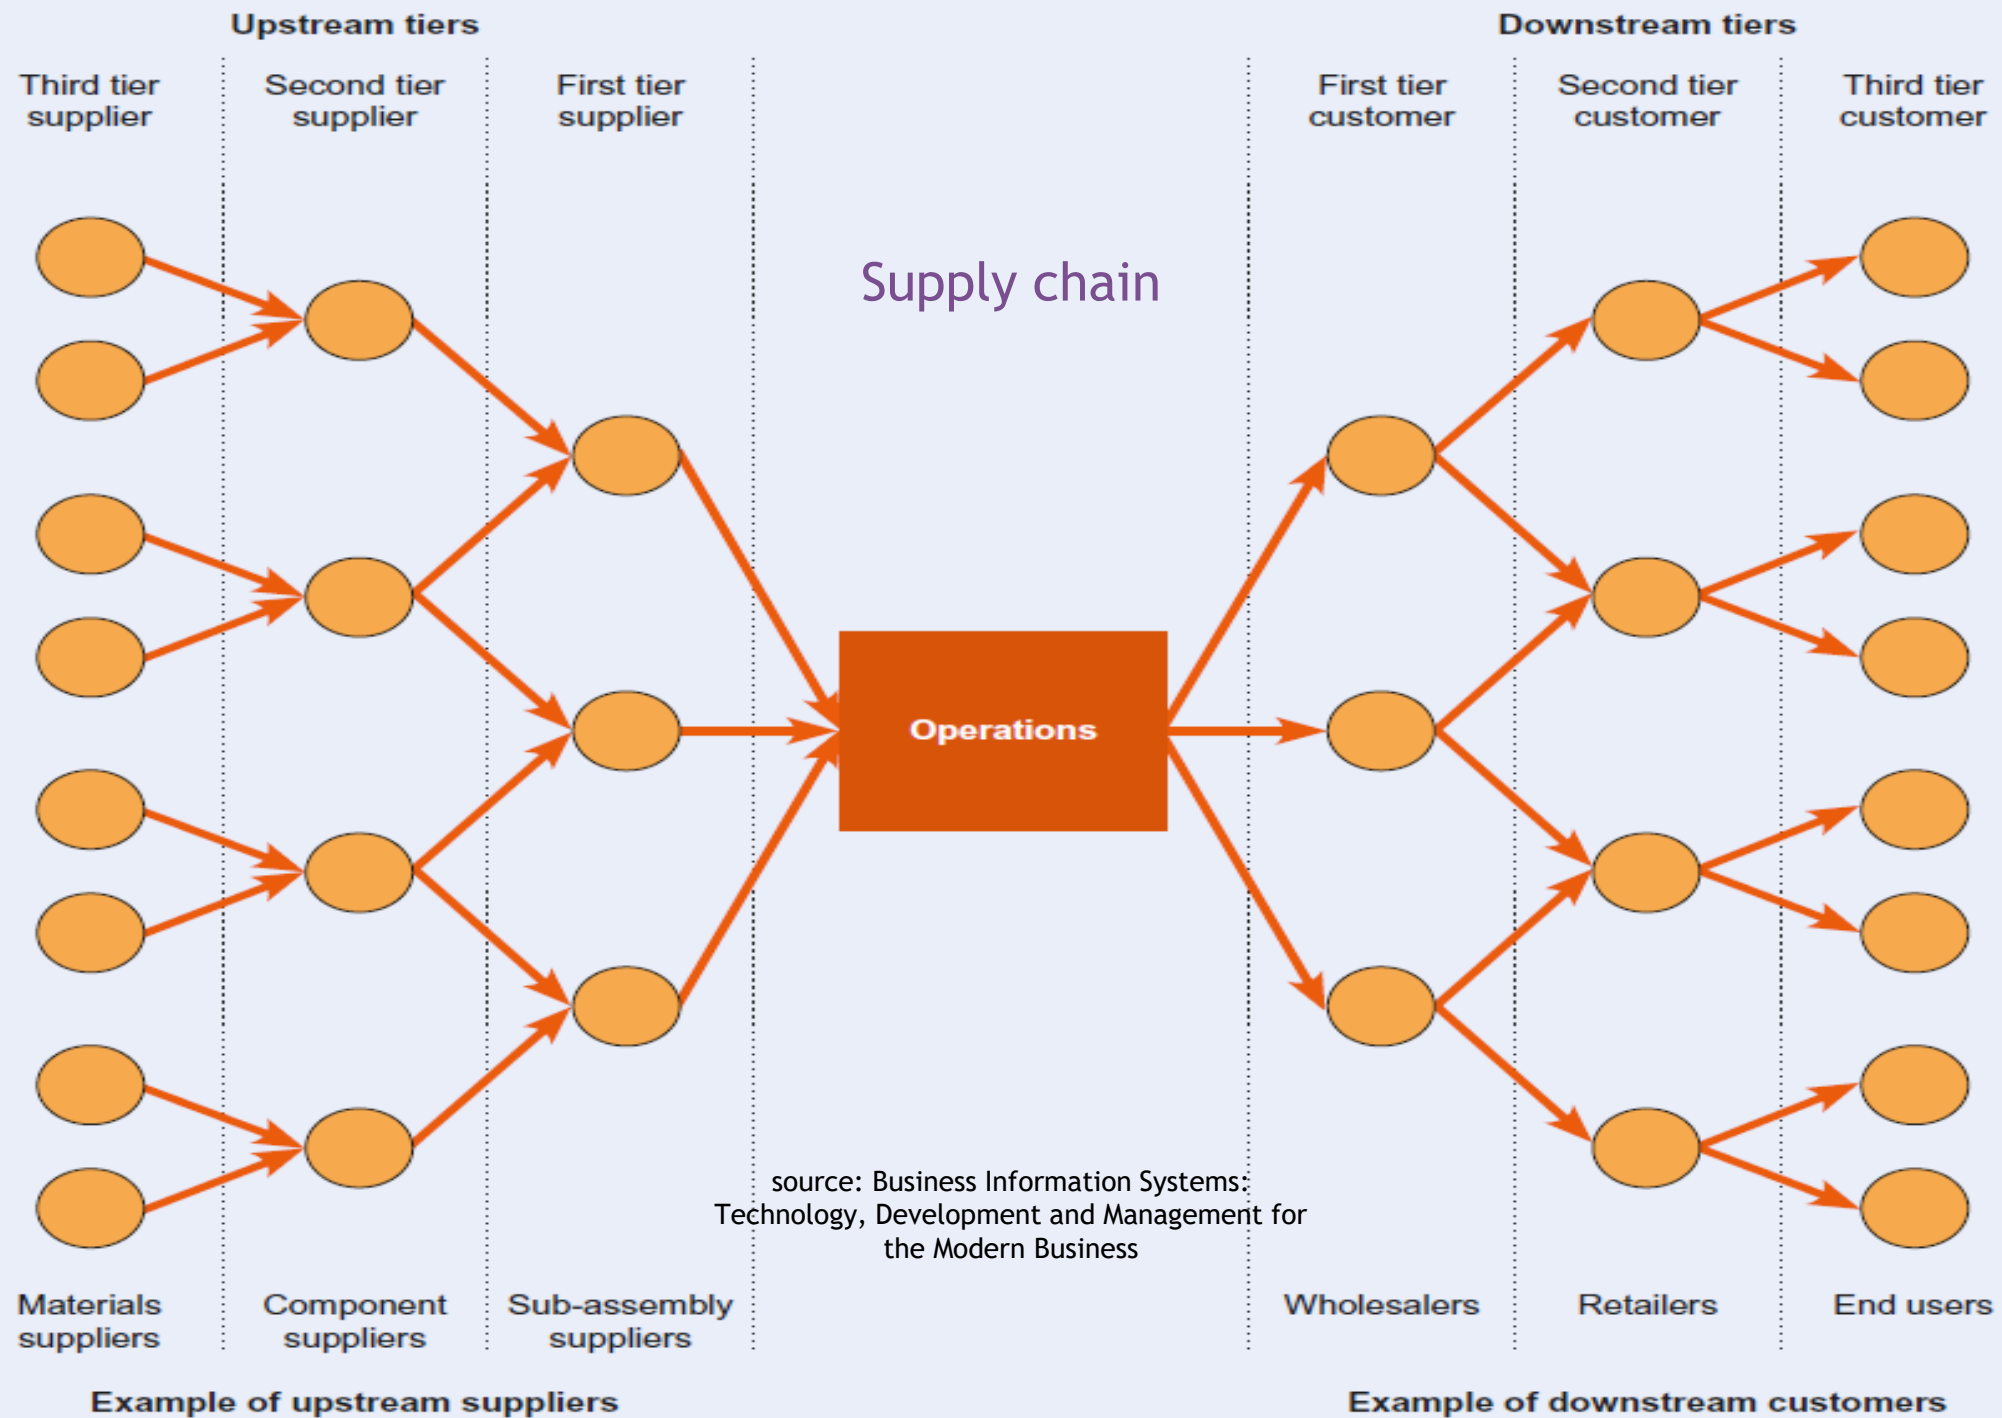 Upstream tiers
Downstream tiers
Third tier
supplier
Second tier
supplier
First tier
supplier
First tier
customer
Second tier
customer
Third tier
customer
Supply chain
Operations
source: Business Information Systems:
Technology, Development and Management for
the Modern Business
Materials
suppliers
Component
suppliers
Sub-assembly
suppliers
Wholesalers
Retailers
End users
Example of upstream suppliers
Example of downstream customers